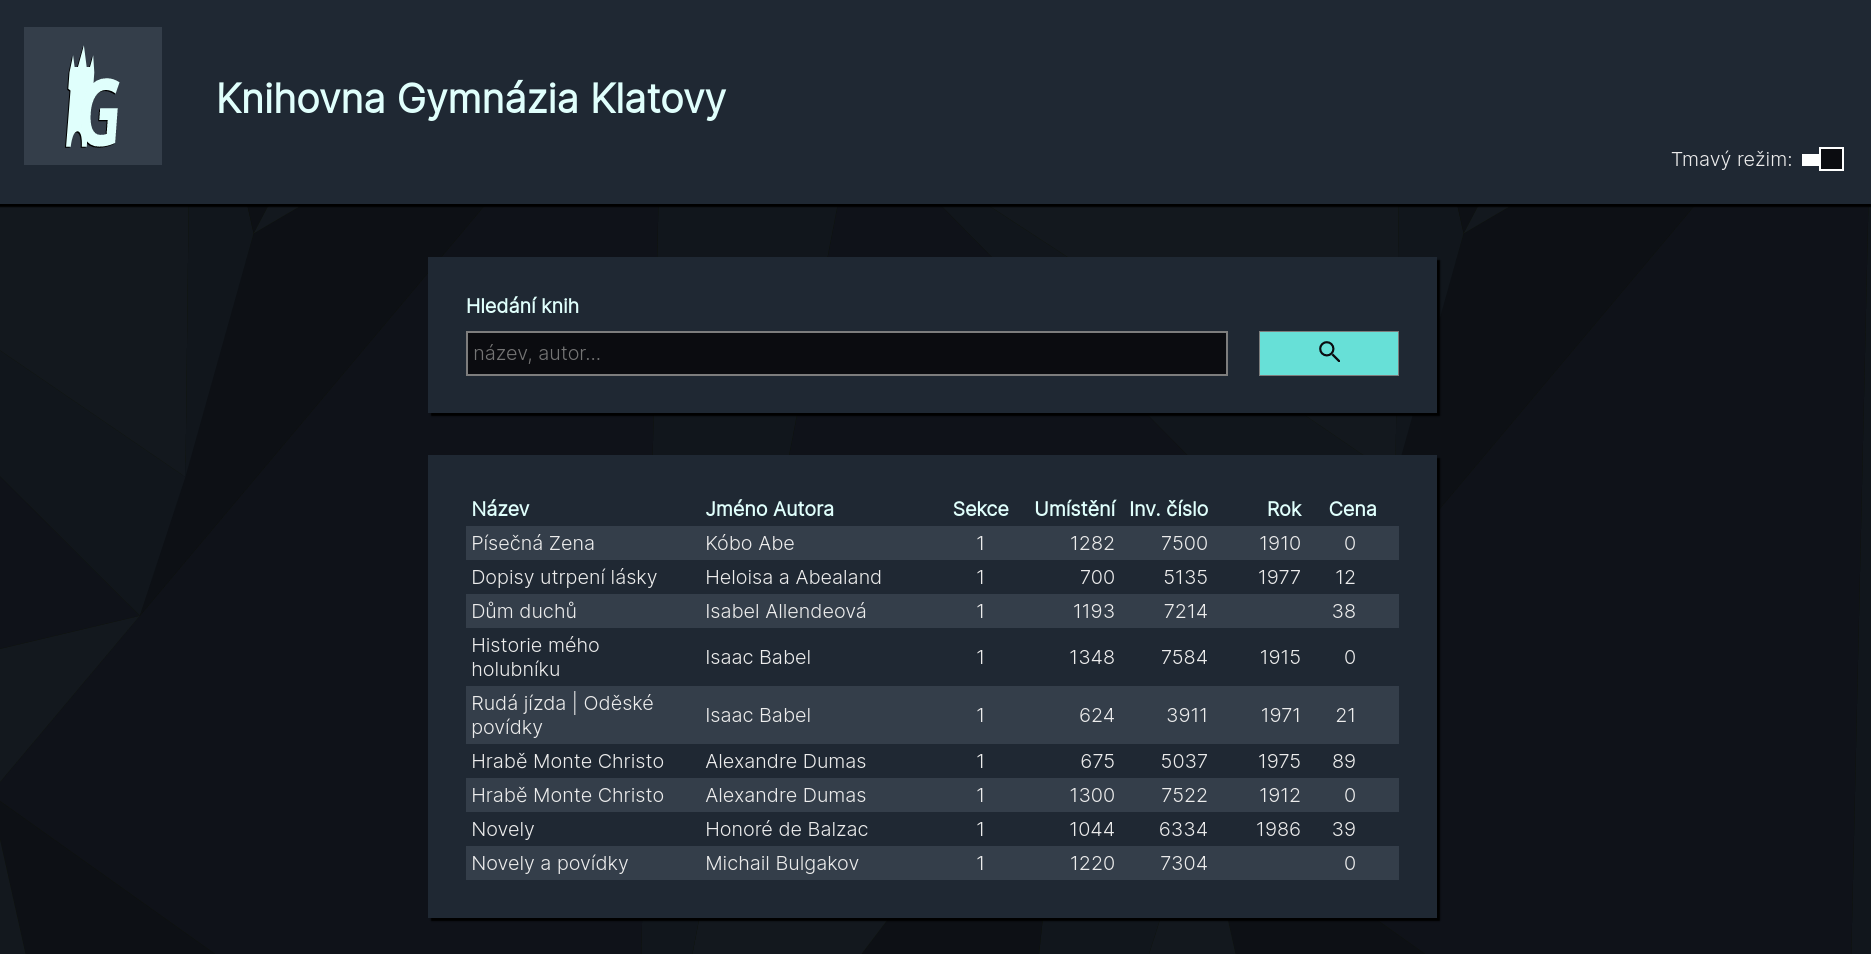 G
Knihovna Gymnázia Klatovy
Tmavý režim:
Hledání knih
název, autor...
Název Jméno Autora Sekce Umístění Inv. číslo Rok Cena
Písečná Zena Kóbo Abe 1 1282 7500 1910 0
Dopisy utrpení lásky Heloisa a Abealand 1 700 5135 1977 12
Dům duchů Isabel Allendeová 1 1193 7214 38
Historie mého
holubníku Isaac Babel 1 1348 7584 1915 0
Rudá jízda | Oděské
povídky Isaac Babel 1 624 3911 1971 21
Hrabě Monte Christo Alexandre Dumas 1 675 5037 1975 89
Hrabě Monte Christo Alexandre Dumas 1 1300 7522 1912 0
Novely Honoré de Balzac 1 1044 6334 1986 39
Novely a povídky Michail Bulgakov 1 1220 7304 0